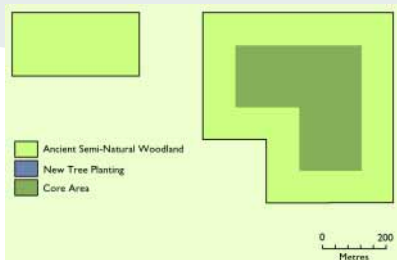 Ancient Semi-Natural Woodland
New Tree Planting
Core Area
0 200
Metres